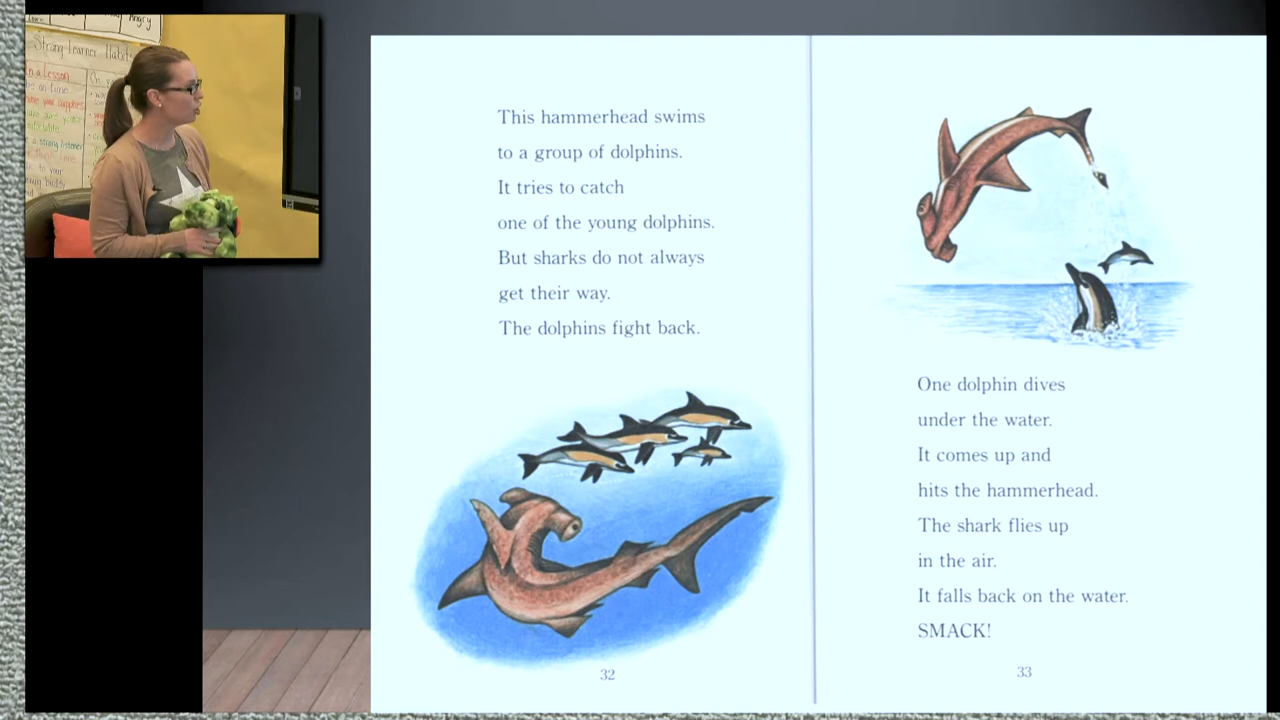 Angry
Strong Learner Habits
n a Lesson
on time
This hammerhead swims
to a group of dolphins.
It tries to catch
one of the young dolphins.
But sharks do not always
get their way.
The dolphins fight back.
32
One dolphin dives
under the water.
It comes up and
hits the hammerhead.
The shark flies up
in the air.
It falls back on the water.
SMACK!
33